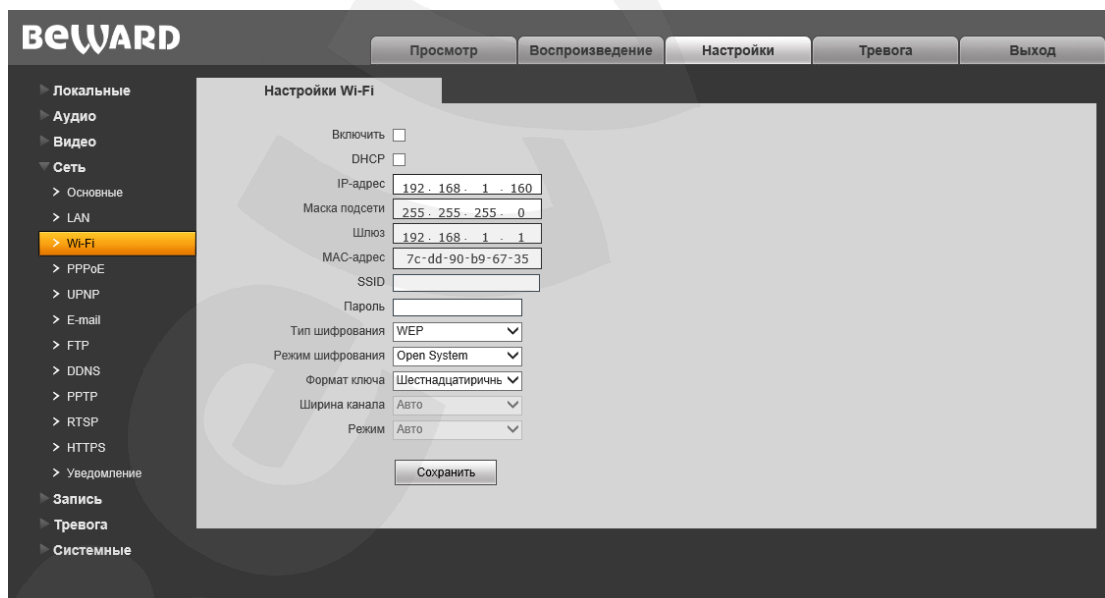 BEWARD
Просмотр
Воспроизведение
Настройки
Тревога
Выход
Локальные
Аудио
Видео
Сеть
> Основные
> LAN
> Wi-Fi
> PPPoE
> UPNP
> E-mail
> FTP
> DDNS
> PPTP
> RTSP
> HTTPS
> Уведомление
Запись
Тревога
Системные
Настройки Wi-Fi
Включить
DHCP
IP-адрес 192. 168. 1 . 160
Маска подсети 255. 255. 255. 0
Шлюз 192. 168. 1 . 1
MAC-адрес 7c-dd-90-b9-67-35
SSID
Пароль
Тип шифрования WEP
Режим шифрования Open System
Формат ключа Шестнадцатиричнь
Ширина канала Авто
Режим Авто
Сохранить